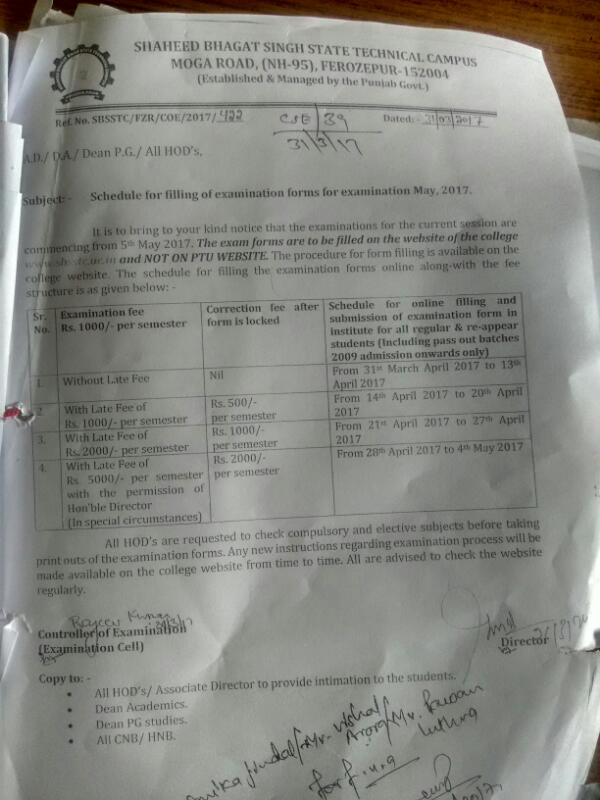 SHAHEED BHAGAT SINGH STATE TECHNICAL CAMPUS
MOGA ROAD, (NH-95), FEROZEPUR-152004
(Established & Managed by the Punjab Govt.)
Ref. No. SBSSTC/FZR/COE/2017/ 422
CSE/39
31/3/17
Dated: - 31/03/2017
A.D./ D.A./ Dean P.G./ All HOD's,
Subject: - Schedule for filling of examination forms for examination May, 2017.
It is to bring to your kind notice that the examinations for the current session are
commencing from 5th May 2017. The exam forms are to be filled on the website of the college
and NOT ON PTU WEBSITE. The procedure for form filling is available on the
college website. The schedule for filling the examination forms online along-with the fee
structure is as given below: -
Sr. No.
Examination fee
Rs. 1000/- per semester
Correction fee after
form is locked
Schedule for online filling and
submission of examination form in
institute for all regular & re-appear
students (Including pass out batches
2009 admission onwards only)
1. Without Late Fee
Nil
From 31st March April 2017 to 13th
April 2017
2. With Late Fee of
Rs. 1000/- per semester
Rs. 500/-
per semester
From 14th April 2017 to 20th April
2017
3. With Late Fee of
Rs. 2000/- per semester
Rs. 1000/-
per semester
From 21st April 2017 to 27th April
2017
4. With Late Fee of
Rs. 5000/- per semester
with the permission of
Hon'ble Director
(In special circumstances)
Rs. 2000/-
per semester
From 28th April 2017 to 4th May 2017
All HOD's are requested to check compulsory and elective subjects before taking
print outs of the examination forms. Any new instructions regarding examination process will be
made available on the college website from time to time. All are advised to check the website
regularly.
Rajeev Kumar
Controller of Examination
(Examination Cell)
Director
Copy to: -
• All HOD's/ Associate Director to provide intimation to the students.
• Dean Academics.
• Dean PG studies.
• All CNB/ HNB.
Jindal/Mr. Vishal
Arora/Mr.
for f.n.a